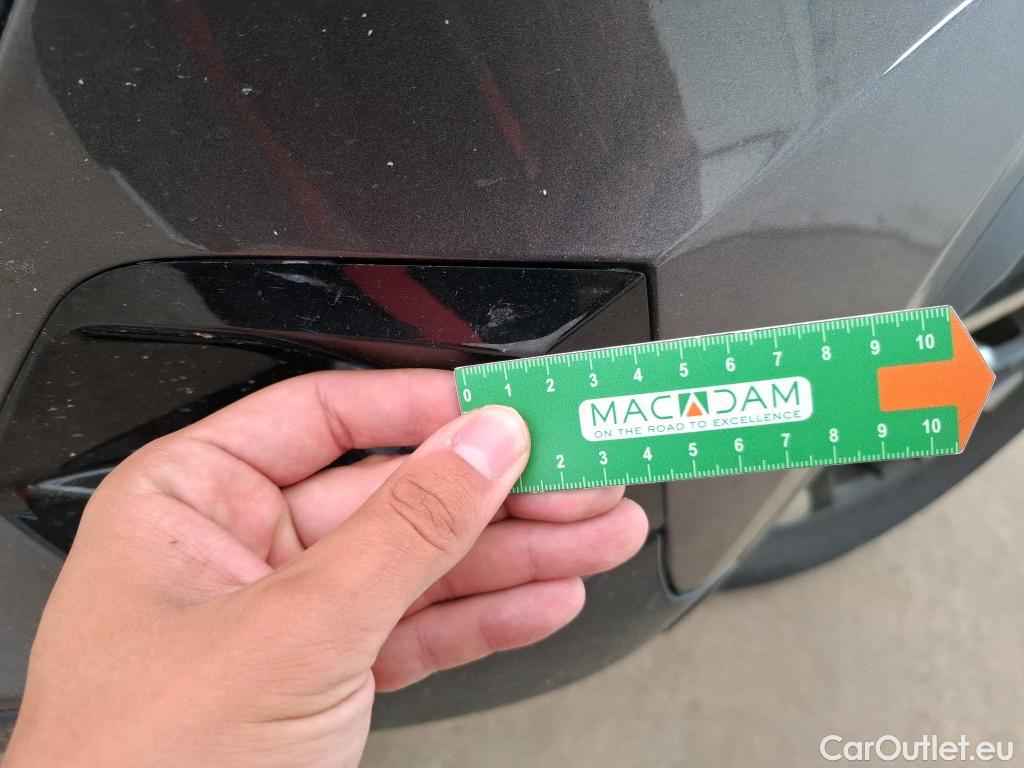 0 1 2 3 4 5 6 7 8 9 10
MACADAM
ON THE ROAD TO EXCELLENCE
2 3 4 5 6 7 8 9 10
CarOutlet.eu